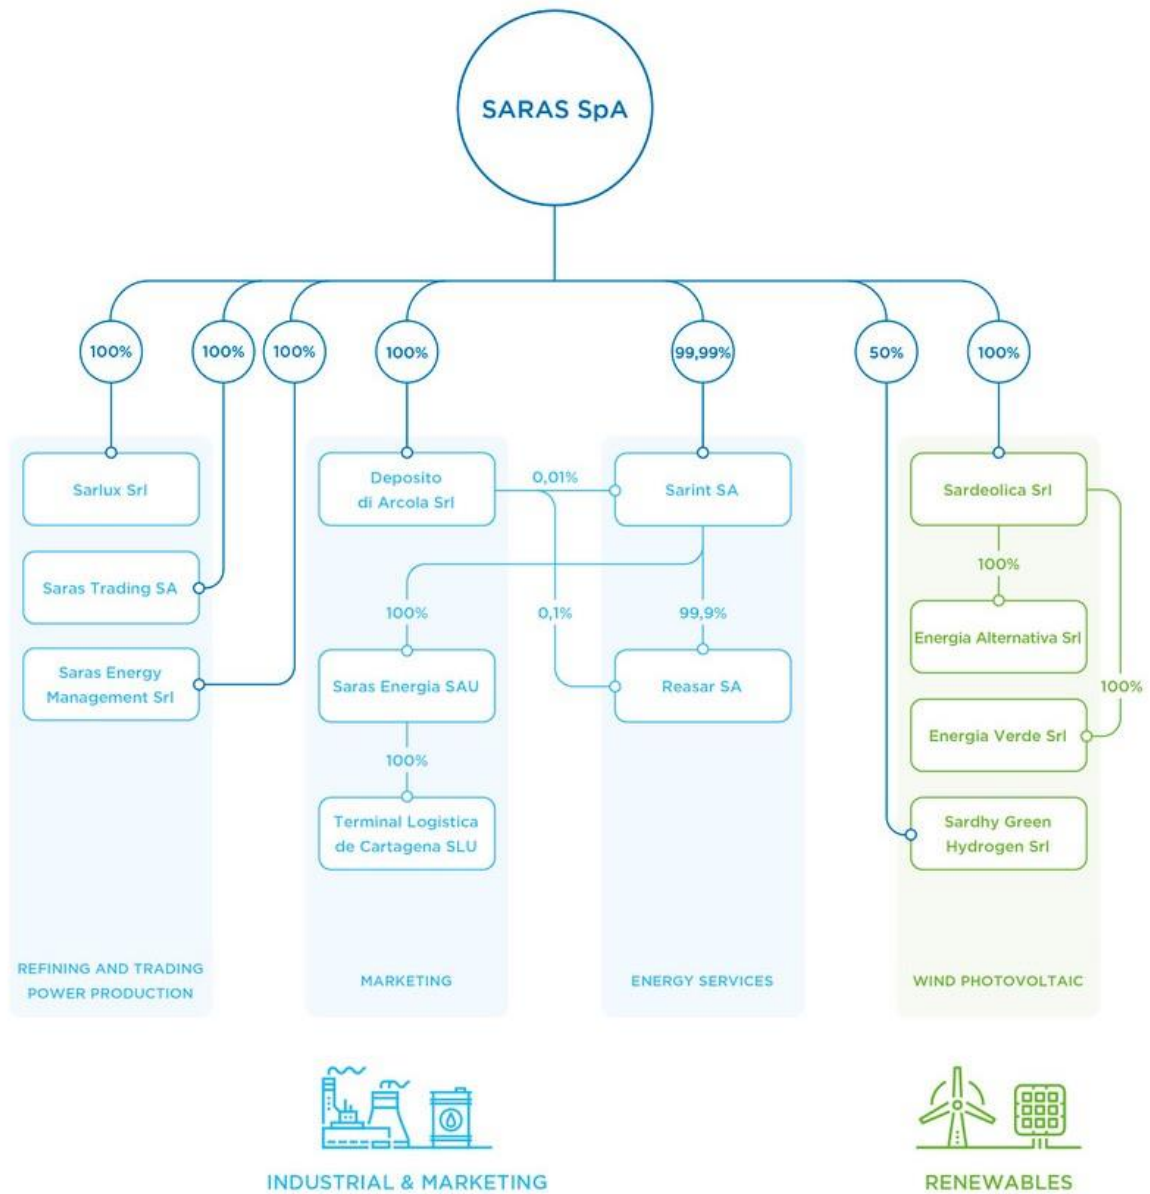 SARAS SpA
100%
100%
100%
100%
99,99%
50%
100%
Sarlux Srl
Saras Trading SA
Saras Energy
Management Srl
REFINING AND TRADING
POWER PRODUCTION
Deposito
di Arcola Srl
0,01%
0,1%
100%
Saras Energia SAU
100%
Terminal Logistica
de Cartagena SLU
MARKETING
Sarint SA
99,9%
Reasar SA
ENERGY SERVICES
Sardeolica Srl
100%
Energia Alternativa Srl
100%
Energia Verde Srl
Sardhy Green
Hydrogen Srl
WIND PHOTOVOLTAIC
INDUSTRIAL & MARKETING
RENEWABLES